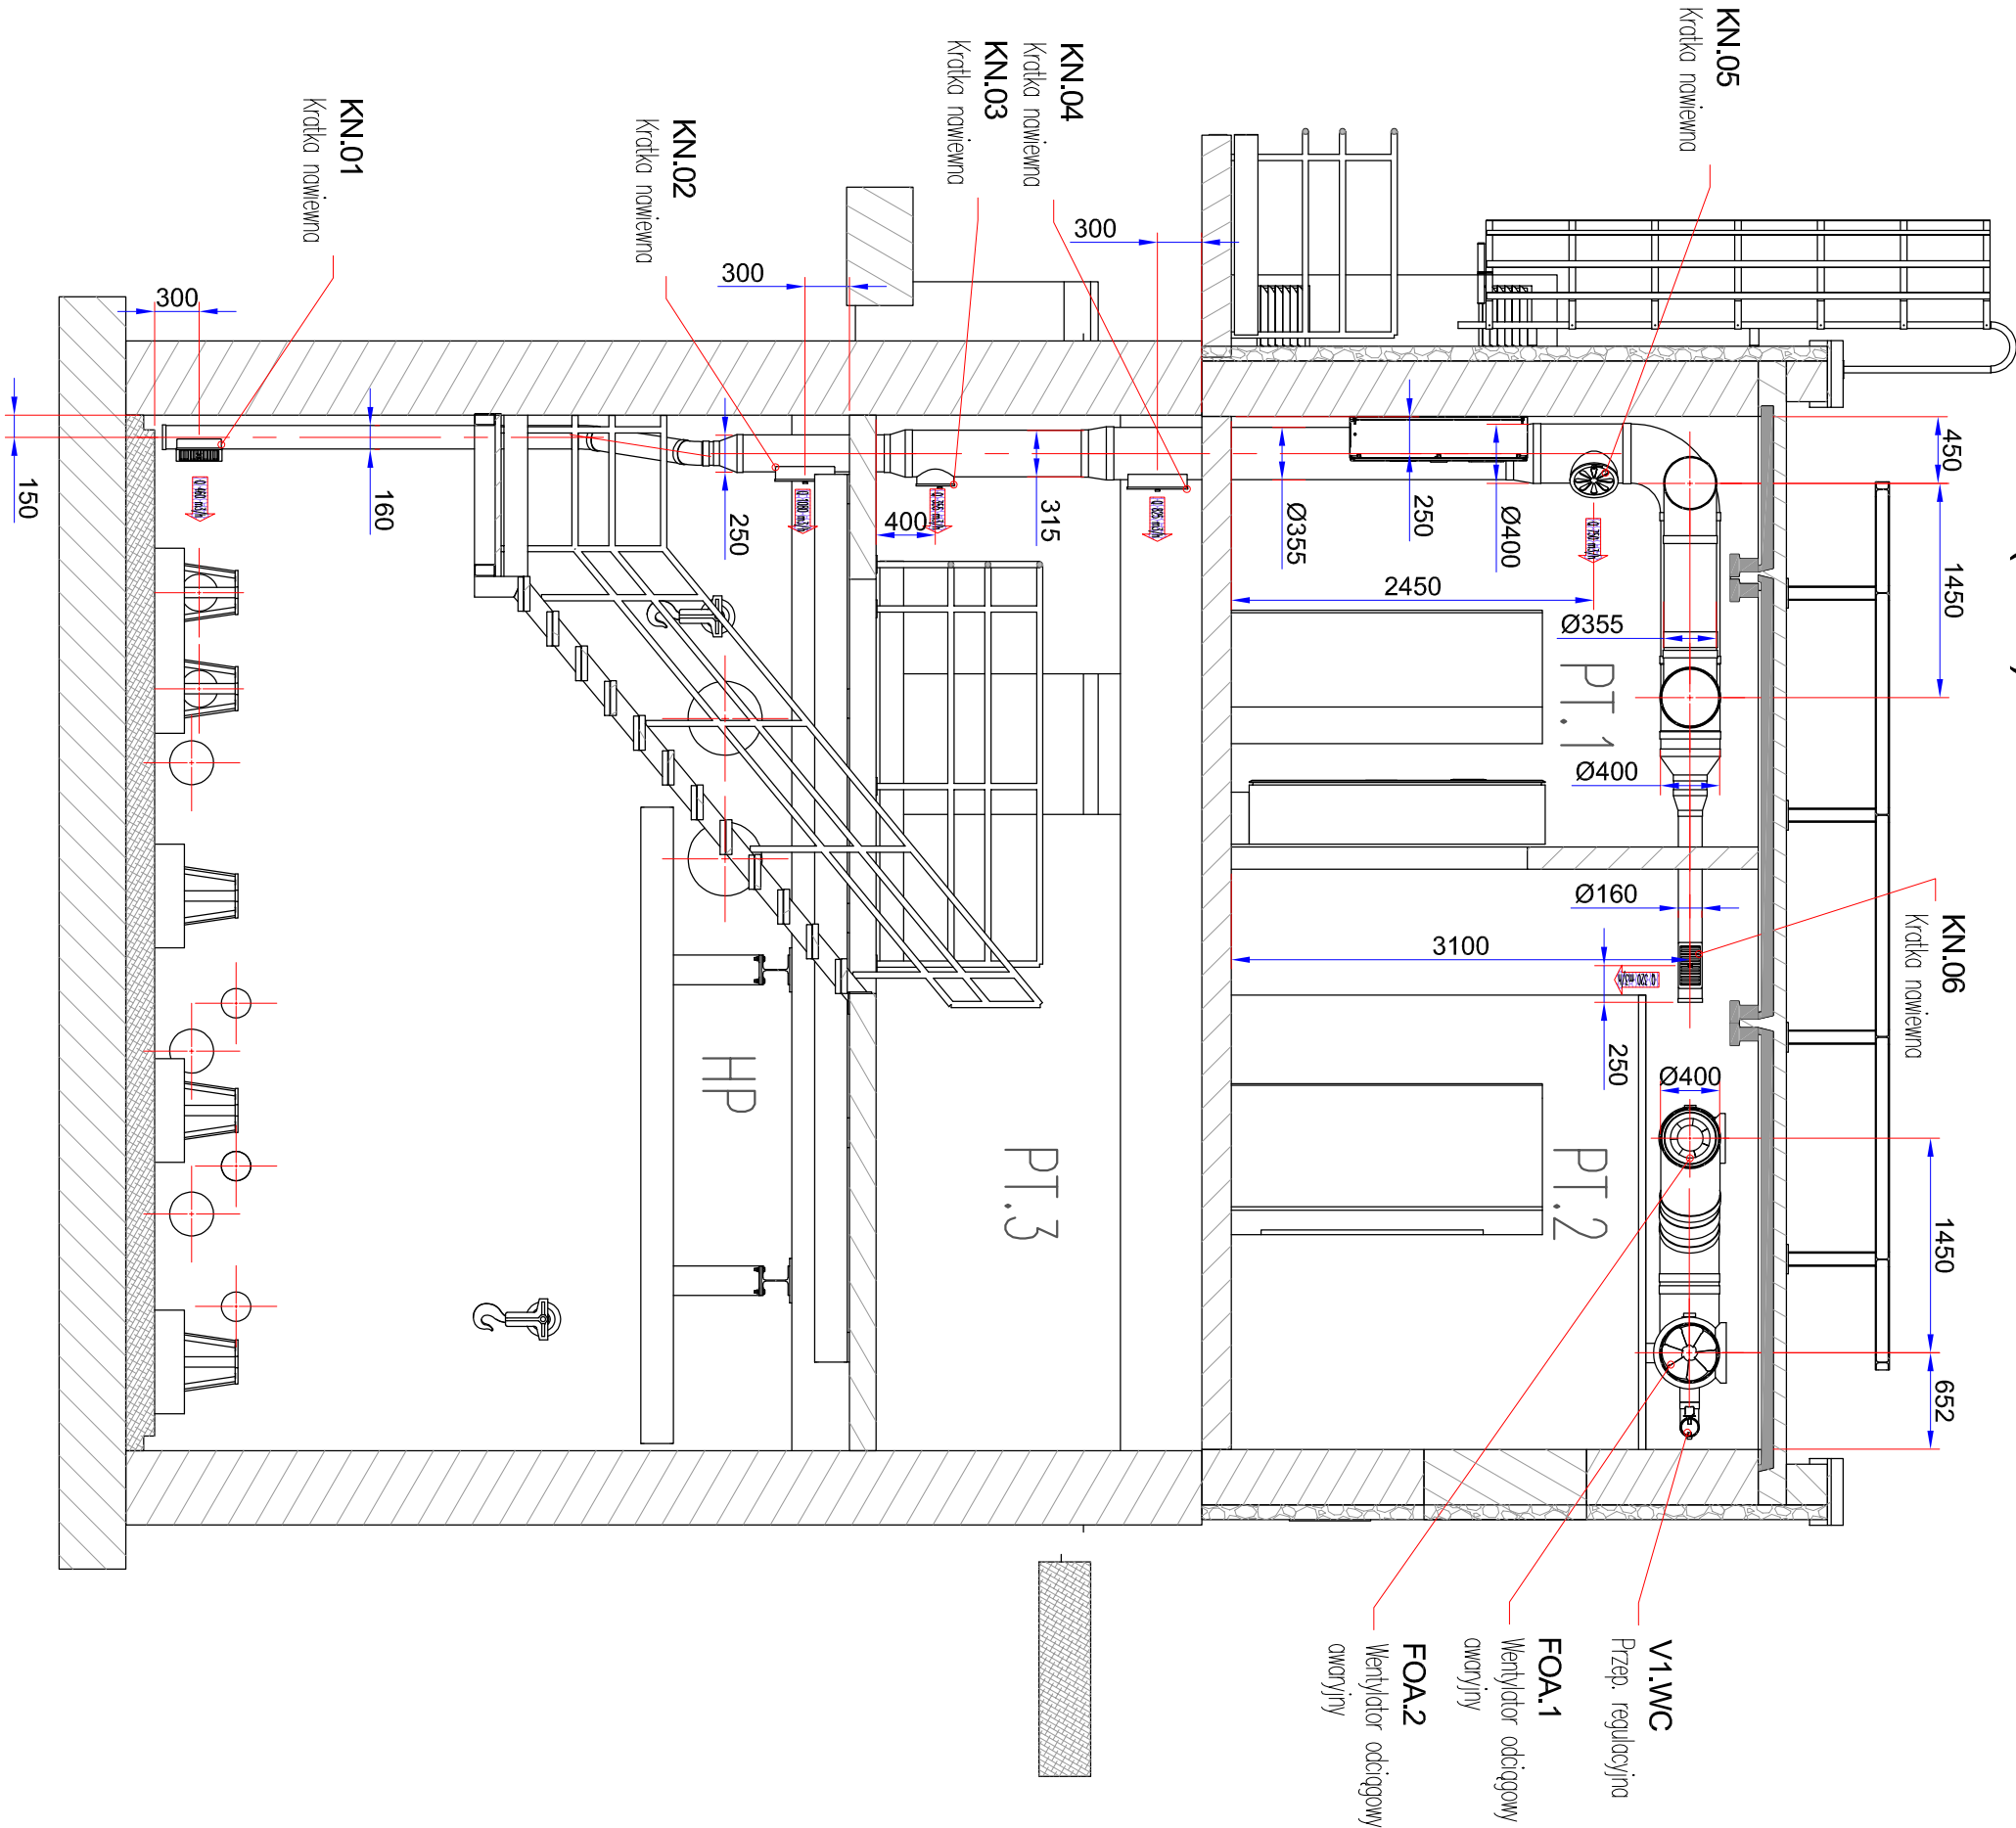 KN.05
Kratka nawiewna
KN.04
Kratka nawiewna
KN.03
Kratka nawiewna
KN.02
Kratka nawiewna
KN.01
Kratka nawiewna
KN.06
Kratka nawiewna
V1.WC
Przep. regulacyjna
FOA.1
Wentylator odciągowy
awaryjny
FOA.2
Wentylator odciągowy
awaryjny
PT.1
PT.2
PT.3
HP
300
300
300
150
160
250
400
315
Ø355
250
Ø400
2450
Ø355
Ø400
Ø160
3100
250
Ø400
450
1450
1450
652